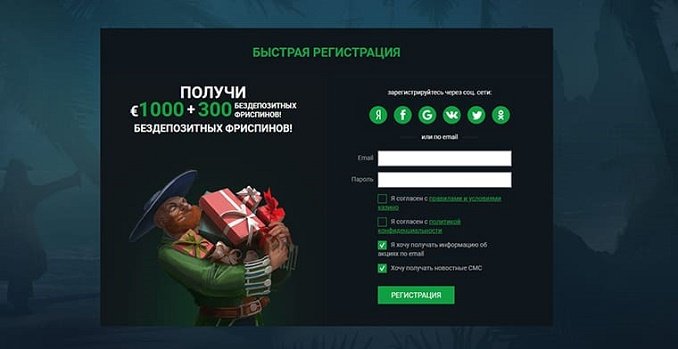 БЫСТРАЯ РЕГИСТРАЦИЯ
ПОЛУЧИ
€1000 + 300 БЕЗДЕПОЗИТНЫХ
ФРИСПИНОВ!
БЕЗДЕПОЗИТНЫХ ФРИСПИНОВ!
зарегистрируйтесь через соц. сети:
Я f G VK
или по email
Email
Пароль
Я согласен с правилами и условиями
казино
Я согласен с политикой
конфиденциальности
Я хочу получать информацию об
акциях по email
Хочу получать новостные СМС
РЕГИСТРАЦИЯ